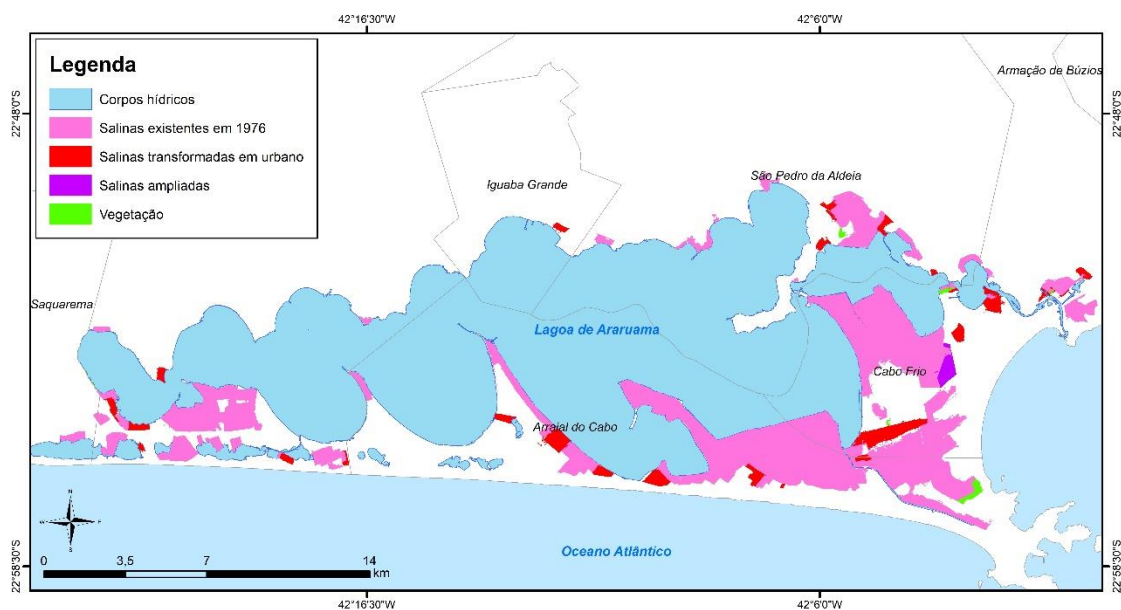 42°16'30"W
42°6'0"W
Legenda
Corpos hídricos
Salinas existentes em 1976
Salinas transformadas em urbano
Salinas ampliadas
Vegetação
22°48'0"S
22°48'0"S
Armação de Búzios
São Pedro da Aldeia
Iguaba Grande
Saquarema
Lagoa de Araruama
Cabo Frio
Arraial do Cabo
N
W
E
S
Oceano Atlântico
0
3,5
7
14
km
22°58'30"S
22°58'30"S
42°16'30"W
42°6'0"W